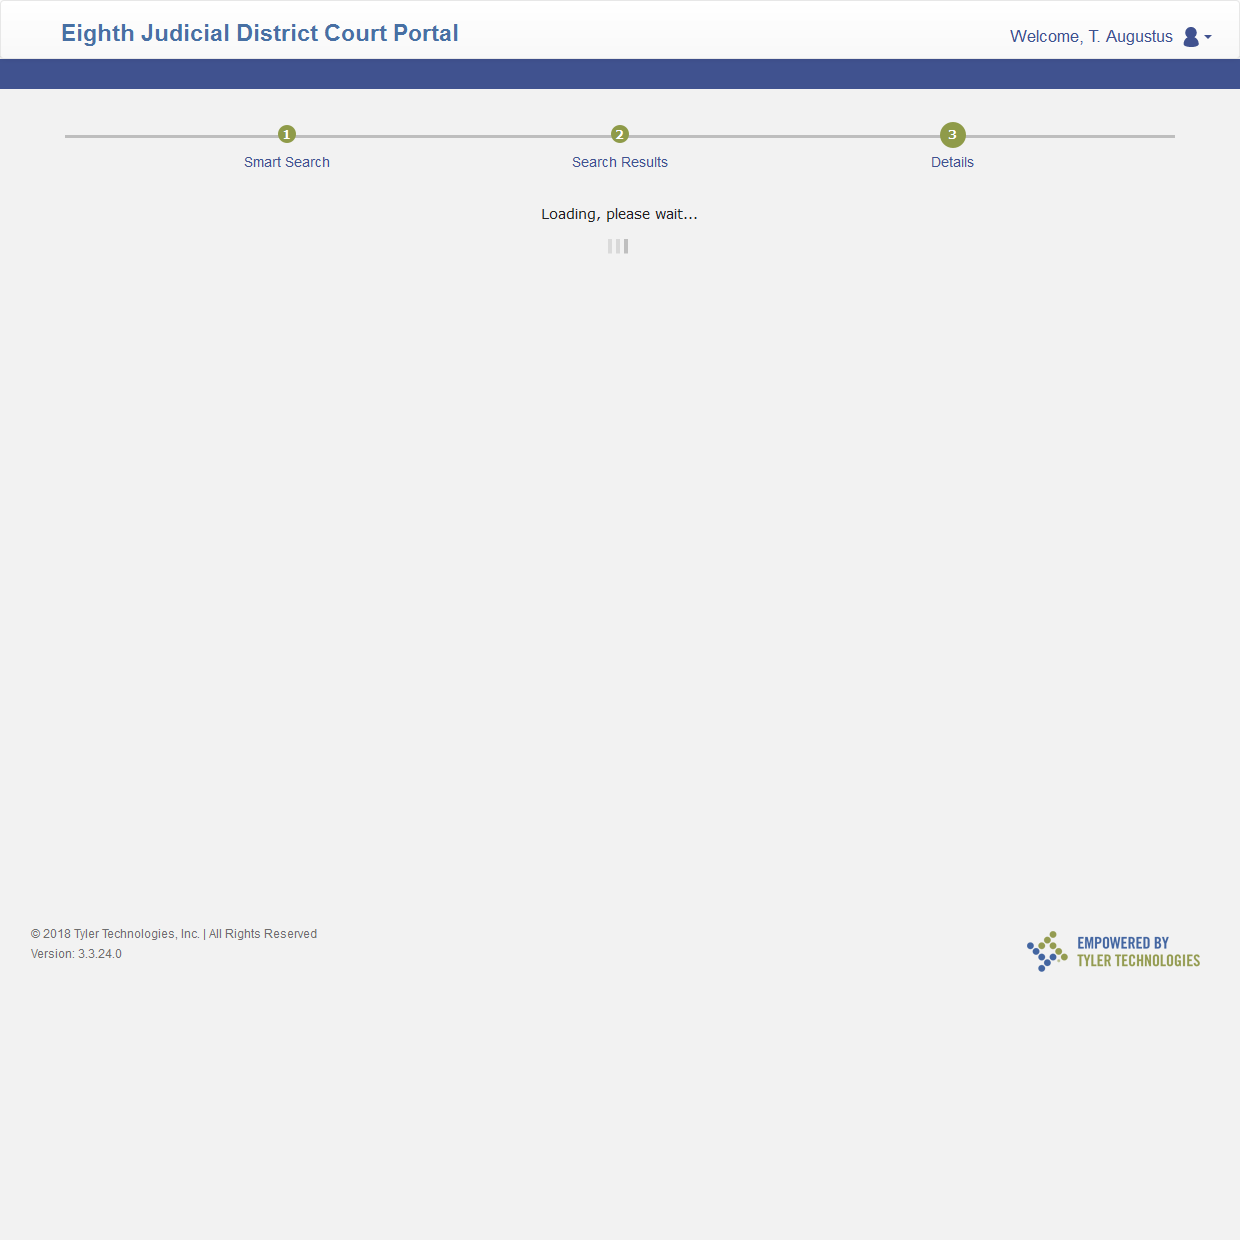 Eighth Judicial District Court Portal
Welcome, T. Augustus
1
2
3
Smart Search
Search Results
Details
Loading, please wait...
© 2018 Tyler Technologies, Inc. | All Rights Reserved
Version: 3.3.24.0
EMPOWERED BY
TYLER TECHNOLOGIES